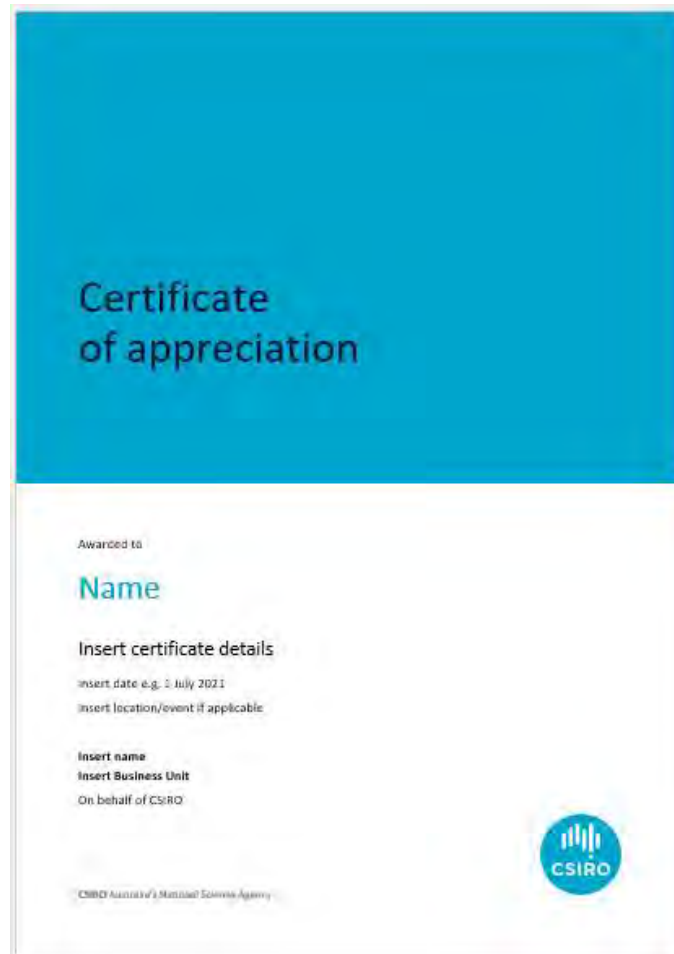 Certificate
of appreciation
Awarded to
Name
Insert certificate details
Insert date e.g. 1 July 2021
Insert location/event if applicable
Insert name
Insert Business Unit
On behalf of CSIRO
CSIRO
CSIRO Australia's National Science Agency